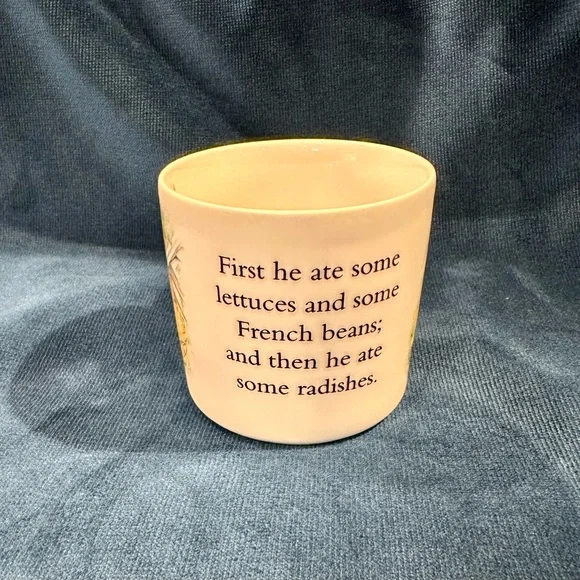 First he ate some
lettuces and some
French beans;
and then he ate
some radishes.